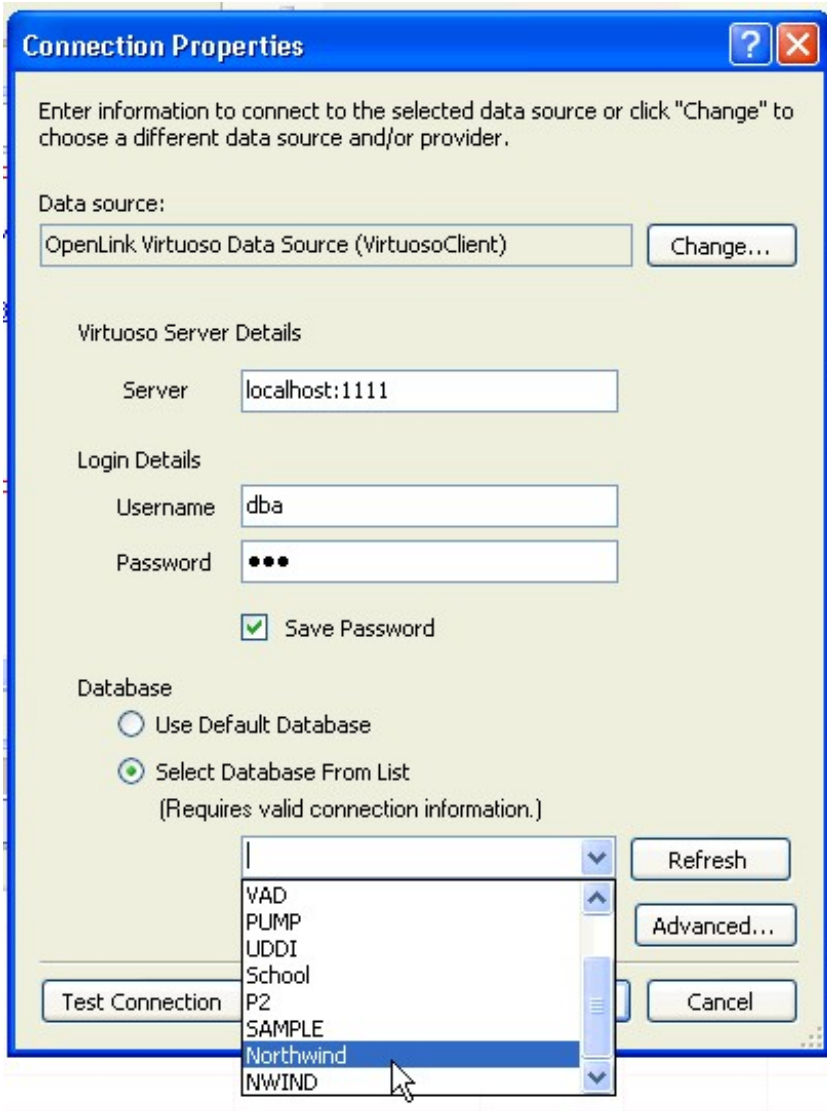 Connection Properties
Enter information to connect to the selected data source or click "Change" to
choose a different data source and/or provider.
Data source:
OpenLink Virtuoso Data Source (VirtuosoClient)
Change...
Virtuoso Server Details
Server
localhost:1111
Login Details
Username
dba
Password
●●●
Save Password
Database
Use Default Database
Select Database From List
(Requires valid connection information.)
Refresh
VAD
PUMP
UDDI
School
P2
SAMPLE
Northwind
NWIND
Advanced...
Test Connection
Cancel